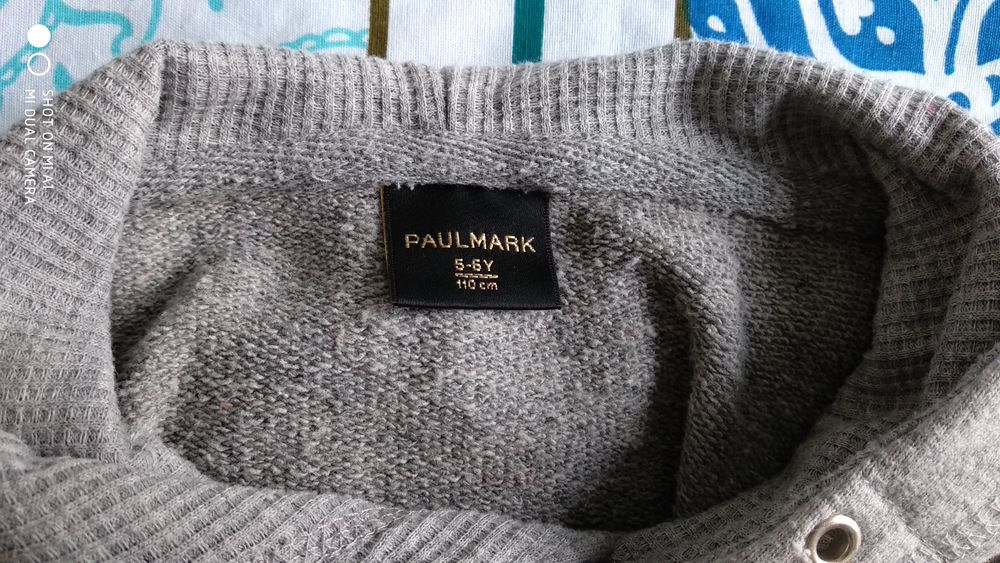 PAULMARK
5-6Y
110 cm
SHOT ON MI A1
MI DUAL CAMERA